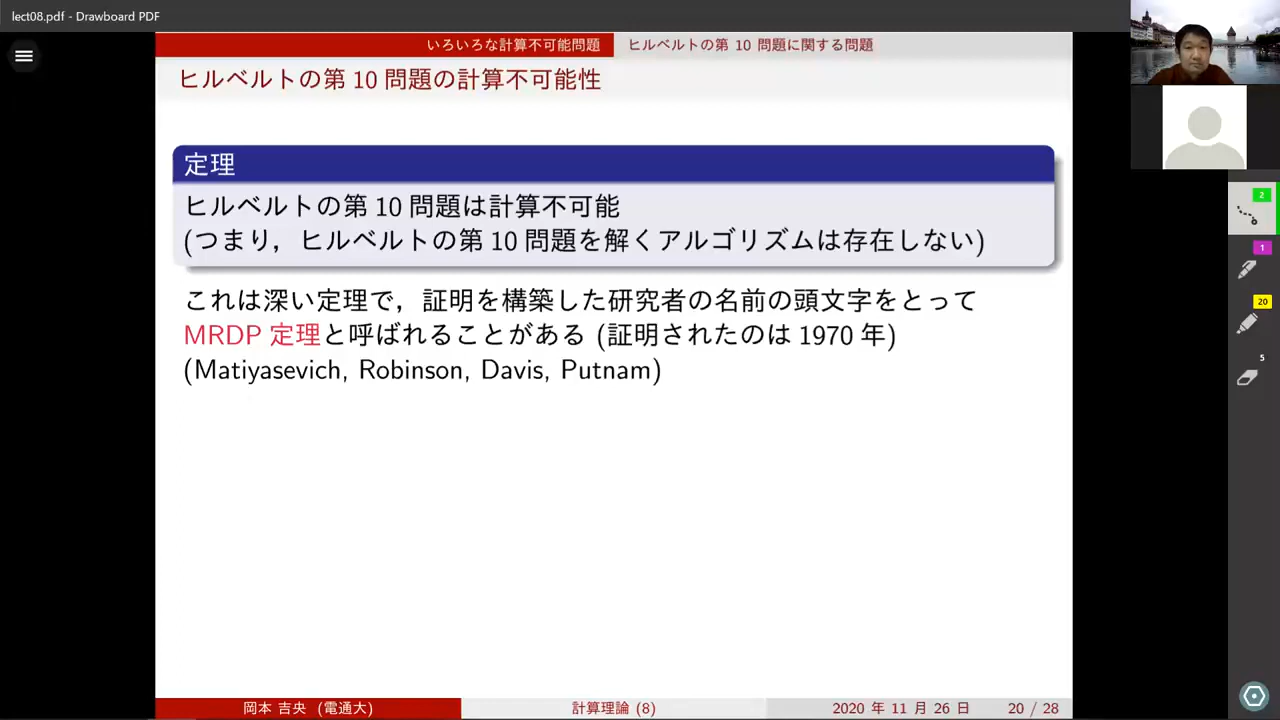 lect08.pdf - Drawboard PDF
いろいろな計算不可能問題 ヒルベルトの第 10 問題に関する問題
ヒルベルトの第 10 問題の計算不可能性
定理
ヒルベルトの第 10 問題は計算不可能
(つまり，ヒルベルトの第 10 問題を解くアルゴリズムは存在しない)
これは深い定理で，証明を構築した研究者の名前の頭文字をとって
MRDP 定理と呼ばれることがある (証明されたのは 1970 年)
(Matiyasevich, Robinson, Davis, Putnam)
2
1
20
5
岡本 吉央 (電通大) 計算理論 (8) 2020 年 11 月 26 日 20 / 28